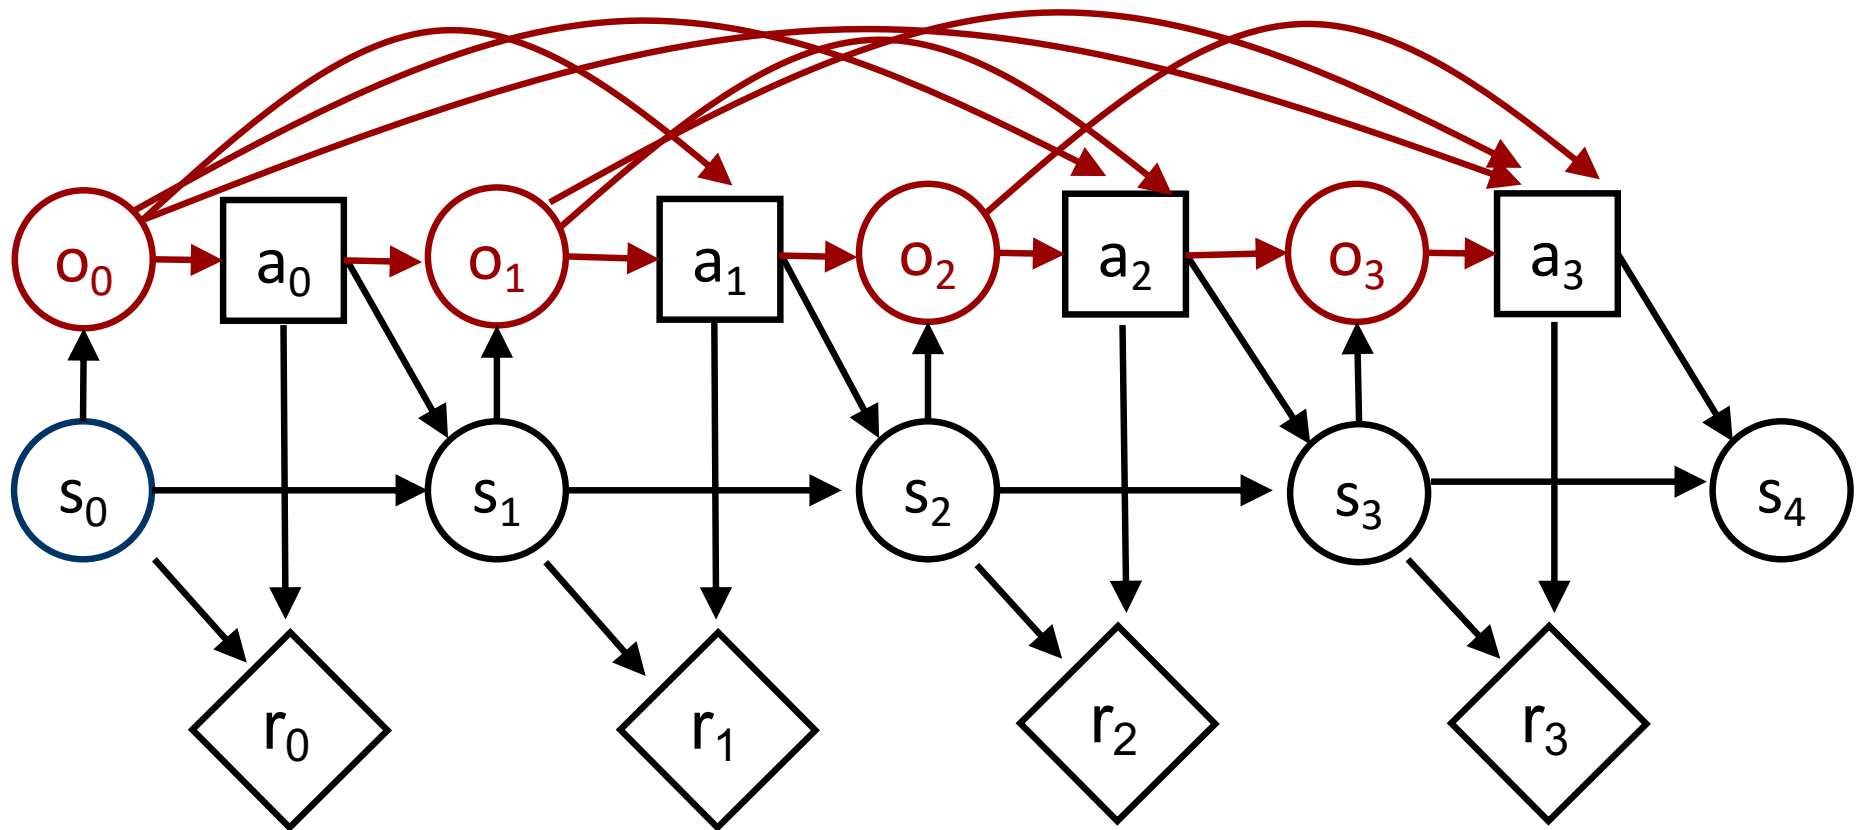 o₀ a₀ o₁ a₁ o₂ a₂ o₃ a₃
s₀ s₁ s₂ s₃ s₄
r₀ r₁ r₂ r₃